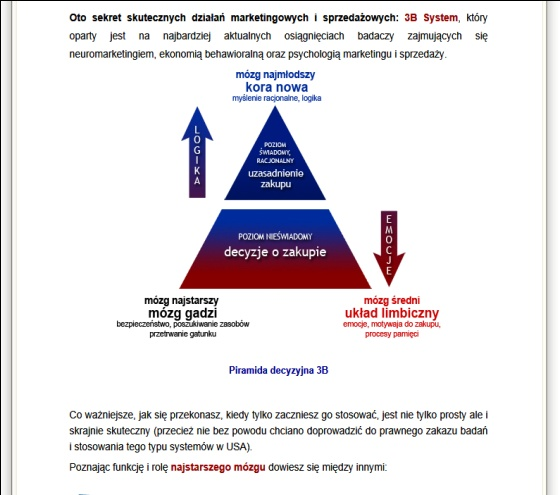 Oto sekret skutecznych działań marketingowych i sprzedażowych: 3B System, który
oparty jest na najbardziej aktualnych osiągnięciach badaczy zajmujących się
neuromarketingiem, ekonomią behawioralną oraz psychologią marketingu i sprzedaży.
mózg najmłodszy
kora nowa
myślenie racjonalne, logika
LOGIKA
POZIOM
ŚWIADOMY,
RACJONALNY
uzasadnienie
zakupu
POZIOM NIEŚWIADOMY
decyzje o zakupie
EMOCJE
mózg najstarszy
mózg gadzi
bezpieczeństwo, poszukiwanie zasobów
przetrwanie gatunku
mózg średni
układ limbiczny
emocje, motywaja do zakupu,
procesy pamięci
Piramida decyzyjna 3B
Co ważniejsze, jak się przekonasz, kiedy tylko zaczniesz go stosować, jest nie tylko prosty ale i
skrajnie skuteczny (przecież nie bez powodu chciano doprowadzić do prawnego zakazu badań
i stosowania tego typu systemów w USA).
Poznając funkcję i rolę najstarszego mózgu dowiesz się między innymi: